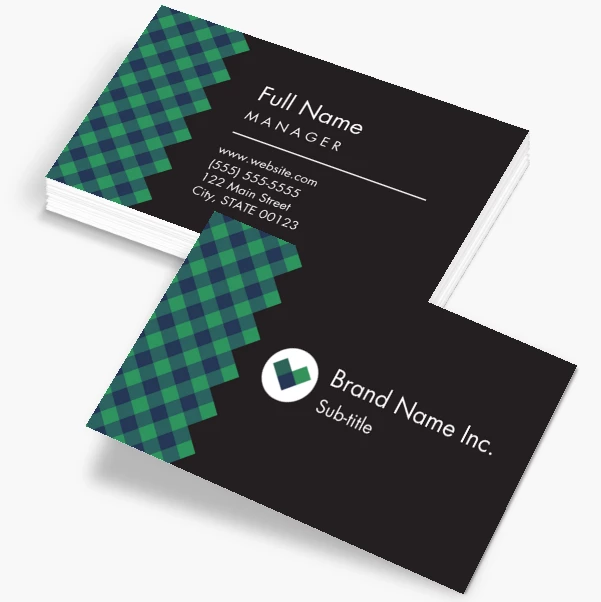 Full Name
MANAGER
www.website.com
(555) 555-5555
122 Main Street
City, STATE 00123
Brand Name Inc.
Sub-title